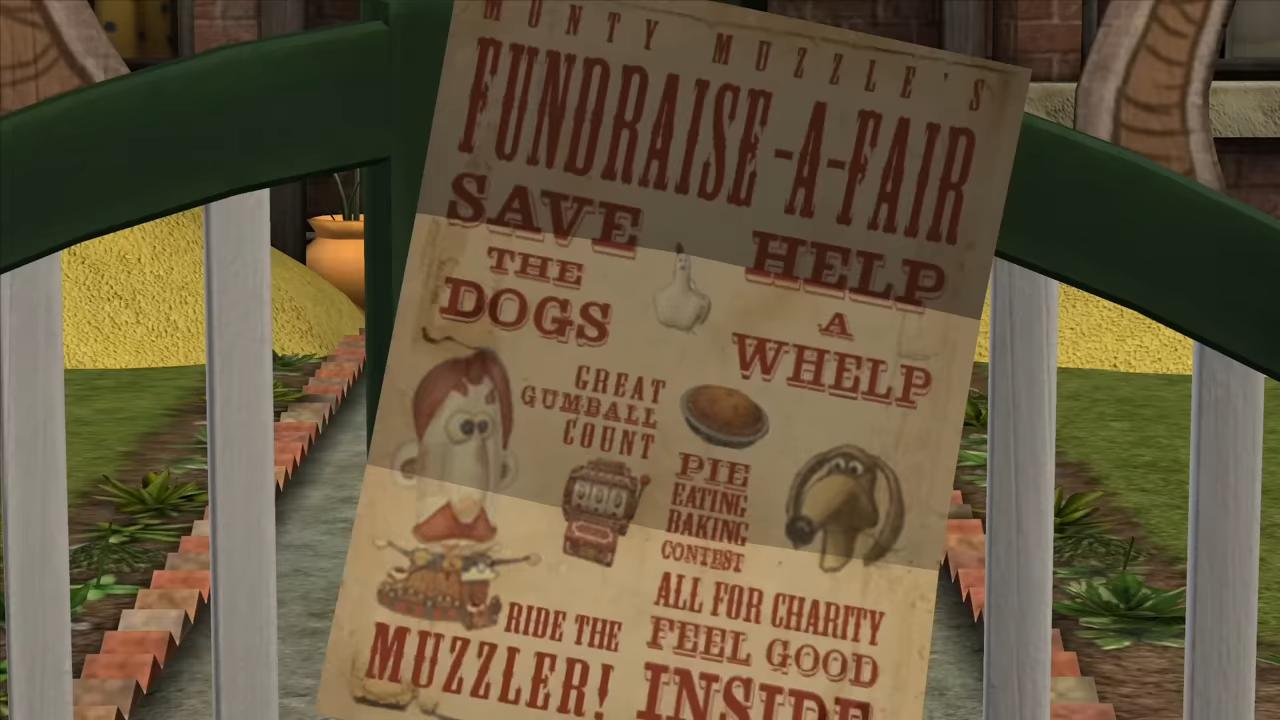 MONTY MUZZLE'S
FUNDRAISE-A-FAIR
SAVE
THE
DOGS
HELP
A
WHELP
GREAT
GUMBALL
COUNT
PIE
EATING
BAKING
CONTEST
RIDE THE
MUZZLER!
ALL FOR CHARITY
FEEL GOOD
INSIDE